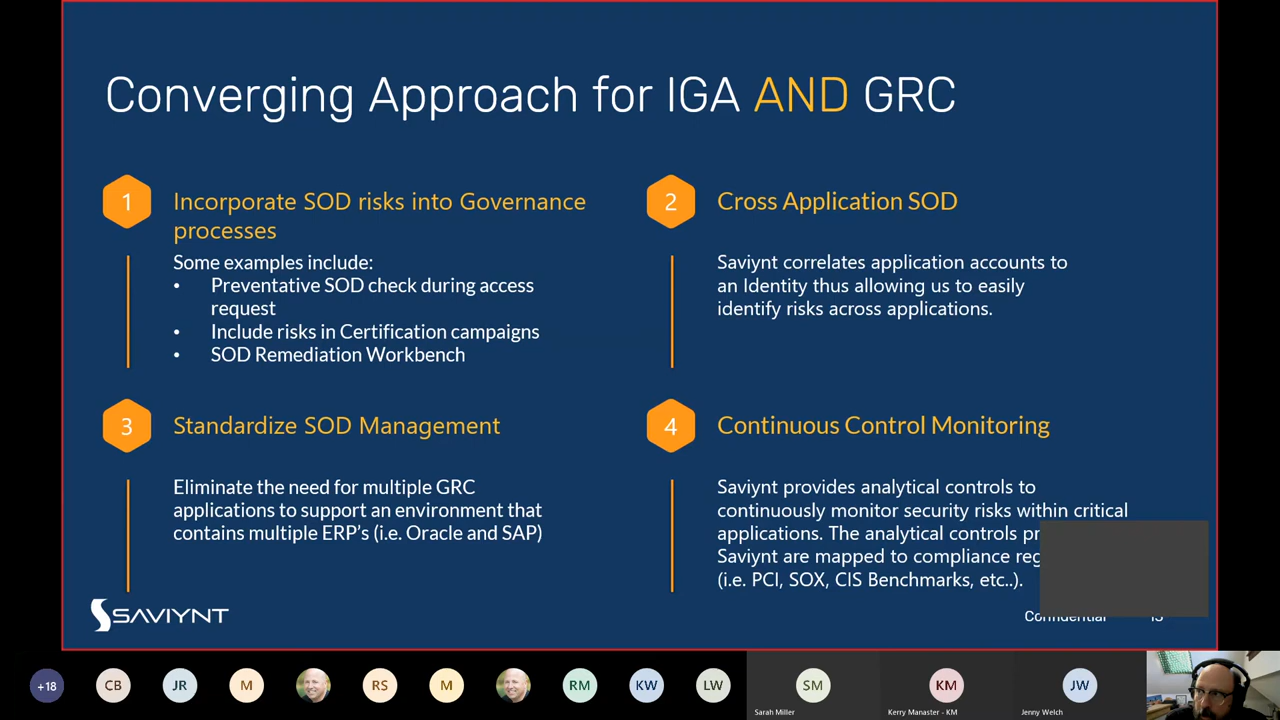 Converging Approach for IGA AND GRC
1
Incorporate SOD risks into Governance
processes
Some examples include:
• Preventative SOD check during access
request
• Include risks in Certification campaigns
• SOD Remediation Workbench
2
Cross Application SOD
Saviynt correlates application accounts to
an Identity thus allowing us to easily
identify risks across applications.
3
Standardize SOD Management
Eliminate the need for multiple GRC
applications to support an environment that
contains multiple ERP's (i.e. Oracle and SAP)
4
Continuous Control Monitoring
Saviynt provides analytical controls to
continuously monitor security risks within critical
applications. The analytical controls
Saviynt are mapped to compliance
(i.e. PCI, SOX, CIS Benchmarks, etc..).
SAVIYNT
Confidential
+18
CB
JR
M
RS
M
RM
KW
LW
SM
Sarah Miller
KM
Kerry Manaster - KM
JW
Jenny Welch